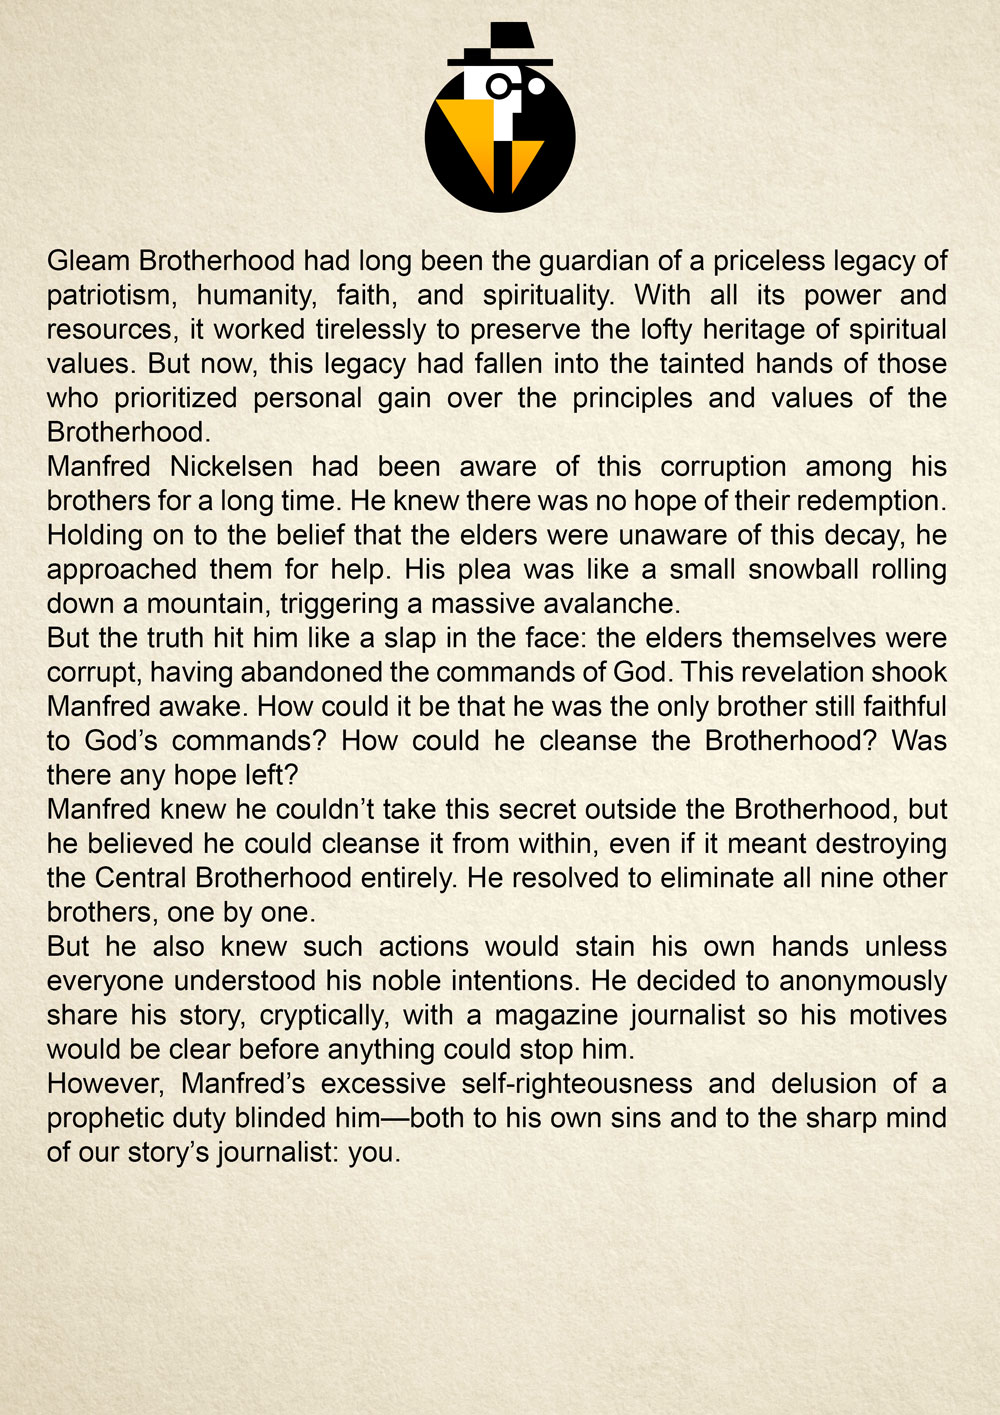 Gleam Brotherhood had long been the guardian of a priceless legacy of
patriotism, humanity, faith, and spirituality. With all its power and
resources, it worked tirelessly to preserve the lofty heritage of spiritual
values. But now, this legacy had fallen into the tainted hands of those
who prioritized personal gain over the principles and values of the
Brotherhood.
Manfred Nickelsen had been aware of this corruption among his
brothers for a long time. He knew there was no hope of their redemption.
Holding on to the belief that the elders were unaware of this decay, he
approached them for help. His plea was like a small snowball rolling
down a mountain, triggering a massive avalanche.
But the truth hit him like a slap in the face: the elders themselves were
corrupt, having abandoned the commands of God. This revelation shook
Manfred awake. How could it be that he was the only brother still faithful
to God’s commands? How could he cleanse the Brotherhood? Was
there any hope left?
Manfred knew he couldn’t take this secret outside the Brotherhood, but
he believed he could cleanse it from within, even if it meant destroying
the Central Brotherhood entirely. He resolved to eliminate all nine other
brothers, one by one.
But he also knew such actions would stain his own hands unless
everyone understood his noble intentions. He decided to anonymously
share his story, cryptically, with a magazine journalist so his motives
would be clear before anything could stop him.
However, Manfred’s excessive self-righteousness and delusion of a
prophetic duty blinded him—both to his own sins and to the sharp mind
of our story’s journalist: you.